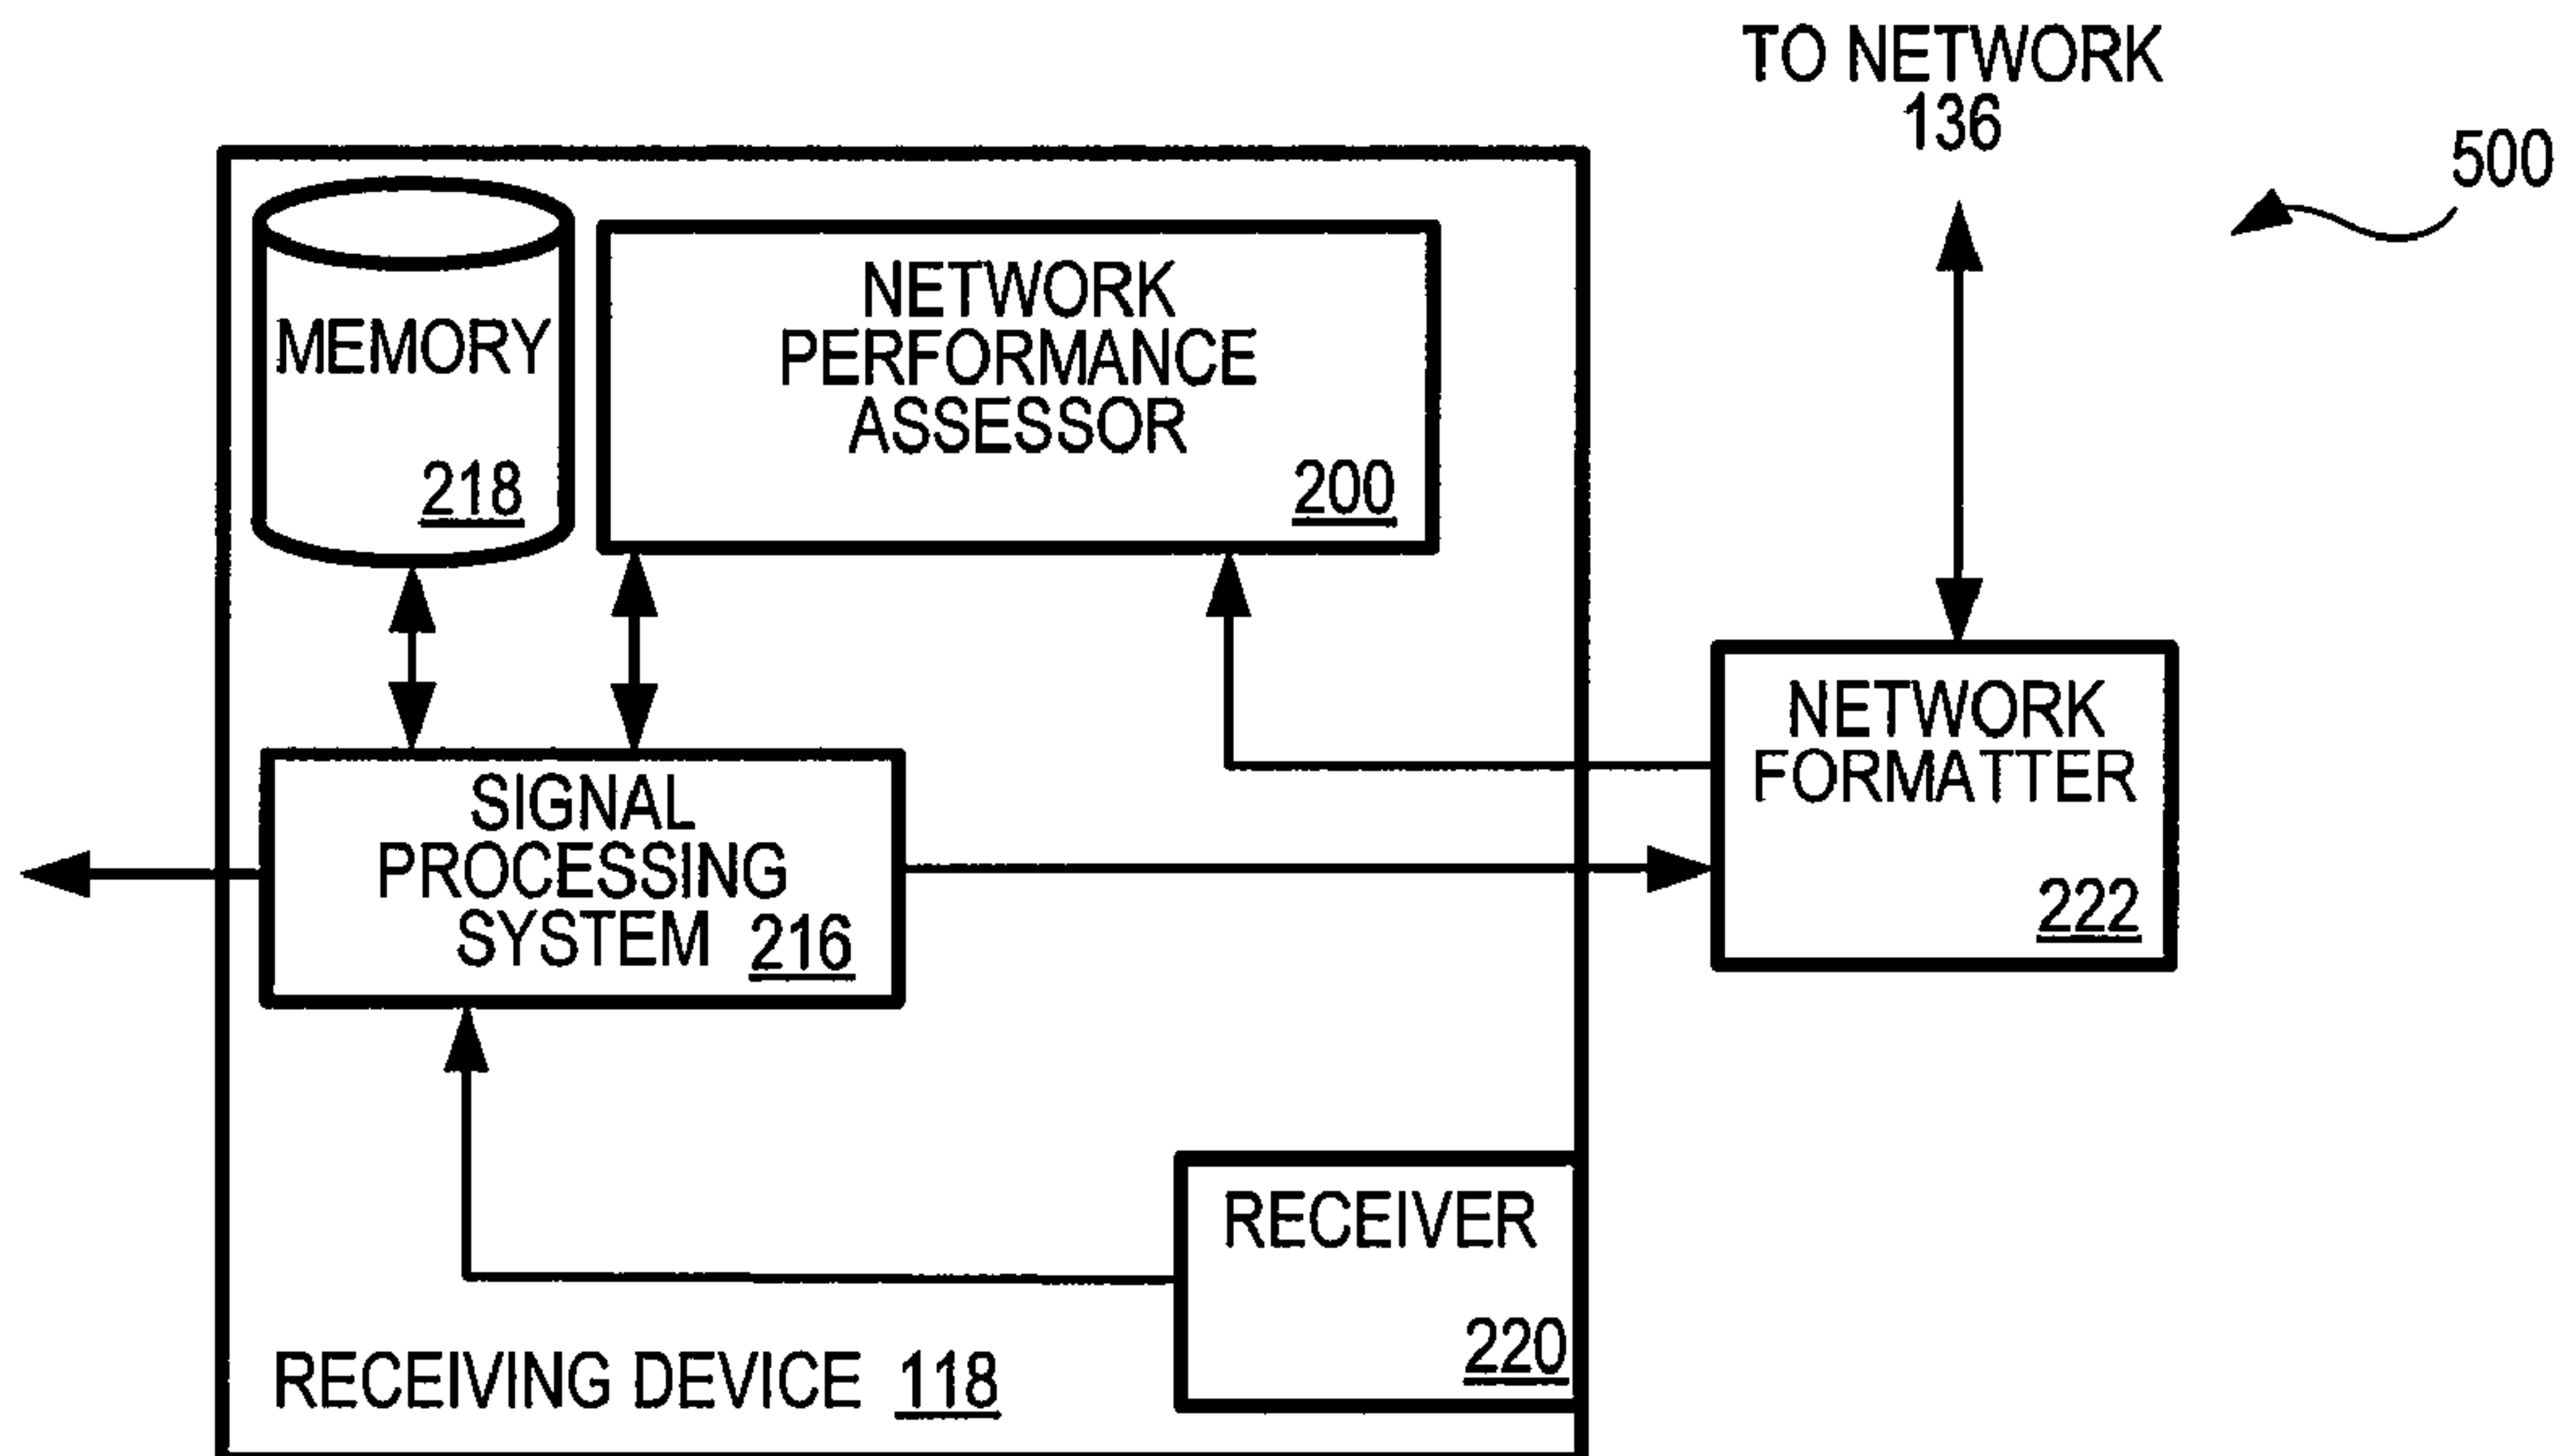 TO NETWORK
136
500
MEMORY
218
NETWORK
PERFORMANCE
ASSESSOR
200
NETWORK
FORMATTER
222
SIGNAL
PROCESSING
SYSTEM 216
RECEIVER
220
RECEIVING DEVICE 118